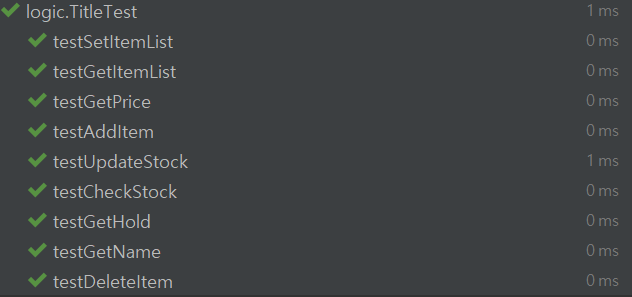 logic.TitleTest 1 ms
testSetItemList 0 ms
testGetItemList 0 ms
testGetPrice 0 ms
testAddItem 0 ms
testUpdateStock 1 ms
testCheckStock 0 ms
testGetHold 0 ms
testGetName 0 ms
testDeleteItem 0 ms